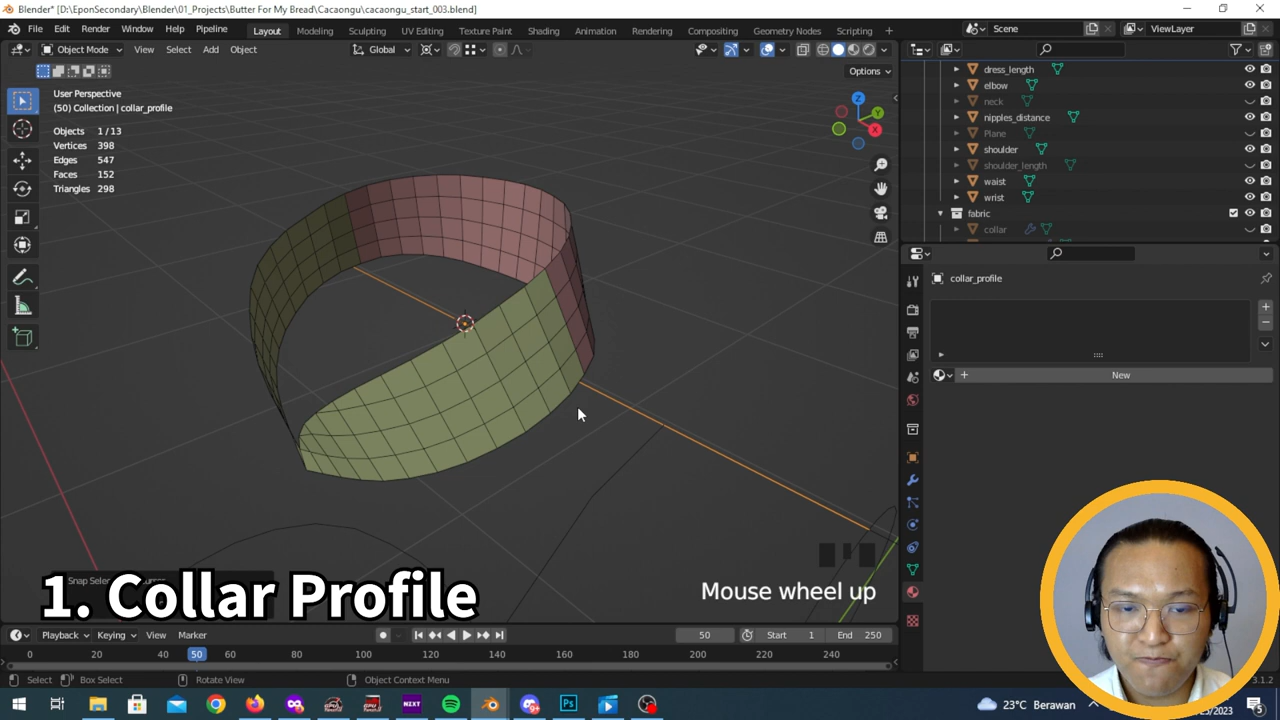 Blender* [D:\EponSecondary\Blender\01_Projects\Butter For My Bread\Cacaongu\cacaongu_start_003.blend]
File Edit Render Window Help Pipeline Layout Modeling Sculpting UV Editing Texture Paint Shading Animation Rendering Compositing Geometry Nodes Scripting + Scene ViewLayer
Object Mode View Select Add Object Global
Options
User Perspective
(50) Collection | collar_profile
Objects 1 / 13
Vertices 398
Edges 547
Faces 152
Triangles 298
Z
Y
X
dress_length
elbow
neck
nipples_distance
Plane
shoulder
shoulder_length
waist
wrist
fabric
collar
collar_profile
New
1. Collar Profile
Mouse wheel up
Playback Keying View Marker 50 Start 1 End 250
0 20 40 50 60 80 100 120 140 160 180 200 220 240
Select Box Select Rotate View Object Context Menu 3.1.2
23°C Berawan